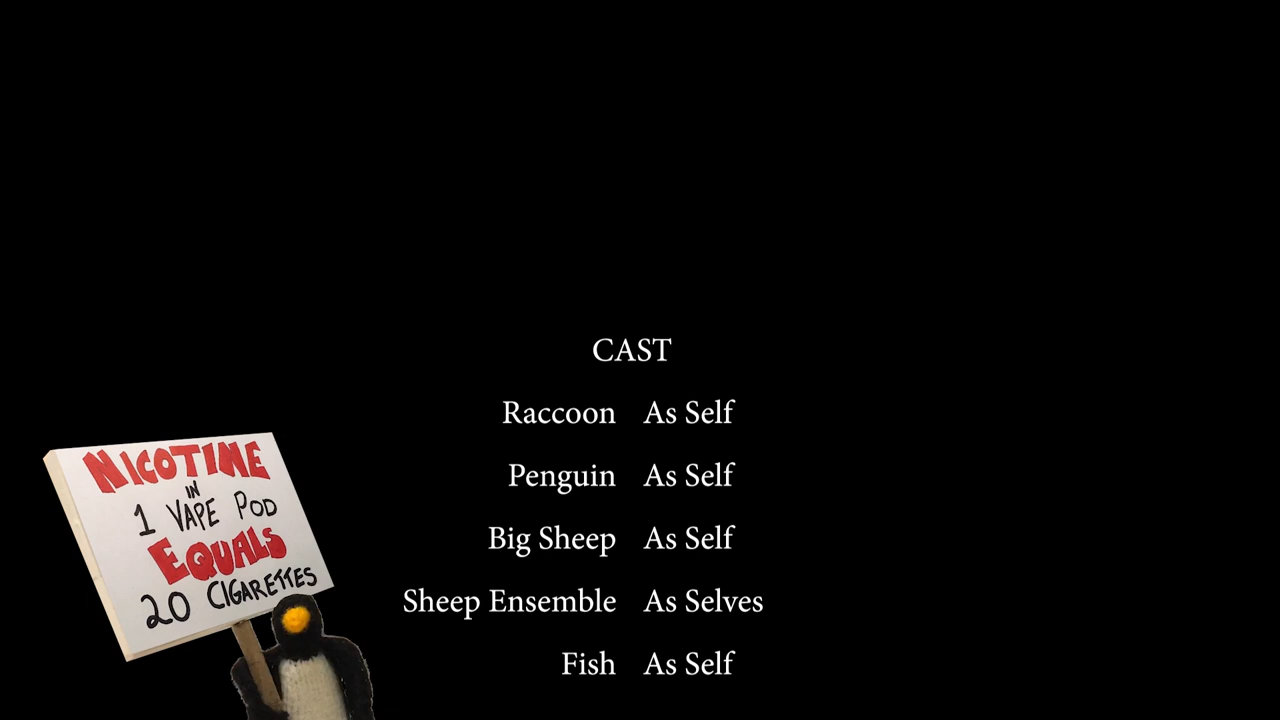 CAST
Raccoon As Self
Penguin As Self
Big Sheep As Self
Sheep Ensemble As Selves
Fish As Self
NICOTINE
IN
1 VAPE POD
EQUALS
20 CIGARETTES